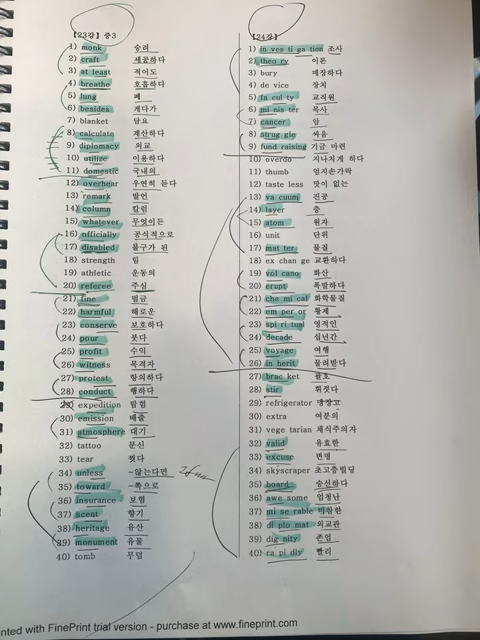 【23강】 중3
1) monk 승려
2) craft 세공하다
3) at least 적어도
4) breathe 호흡하다
5) lung 폐
6) besides 게다가
7) blanket 담요
8) calculate 계산하다
9) diplomacy 외교
10) utilize 이용하다
11) domestic 국내의
12) overhear 우연히 듣다
13) remark 발언
14) column 칼럼
15) whatever 무엇이든
16) officially 공식적으로
17) disabled 불구가 된
18) strength 힘
19) athletic 운동의
20) referee 주심
21) fine 벌금
22) harmful 해로운
23) conserve 보호하다
24) pour 붓다
25) profit 수익
26) witness 목격자
27) protest 항의하다
28) conduct 행하다
29) expedition 탐험
30) emission 배출
31) atmosphere 대기
32) tattoo 문신
33) tear 찢다
34) unless ~않는다면
35) toward ~쪽으로
36) insurance 보험
37) scent 향기
38) heritage 유산
39) monument 유물
40) tomb 무덤
【24강】
1) in ves ti ga tion 조사
2) theo ry 이론
3) bury 매장하다
4) de vice 장치
5) fa cul ty 교직원
6) mi nis ter 목사
7) cancer 암
8) strug gle 싸움
9) fund raising 기금 마련
10) overdo 지나치게 하다
11) thumb 엄지손가락
12) taste less 맛이 없는
13) va cuum 진공
14) layer 층
15) atom 원자
16) unit 단위
17) mat ter 물질
18) ex chan ge 교환하다
19) vol cano 화산
20) erupt 폭발하다
21) che mi cal 화학물질
22) em per or 황제
23) spi ri tual 영적인
24) decade 십년간
25) voyage 여행
26) in herit 물려받다
27) brac ket 괄호
28) stir 휘젓다
29) refrigerator 냉장고
30) extra 여분의
31) vege tarian 채식주의자
32) valid 유효한
33) excuse 변명
34) skyscraper 초고층빌딩
35) board 승선하다
36) awe some 엄청난
37) mi se rable 비참한
38) di plo mat 외교관
39) dig nity 존엄
40) ra pi dly 빨리
nted with FinePrint trial version - purchase at www.fineprint.com